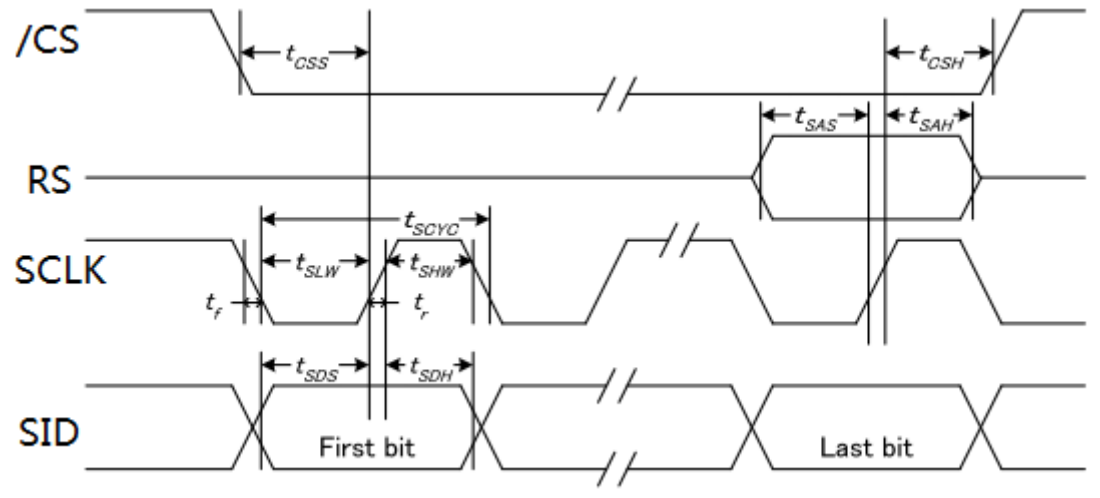 /CS
tCSS
tCSH
tSAS
tSAH
RS
tSCYC
SCLK
tSLW
tSHW
tf
tr
tSDS
tSDH
SID
First bit
Last bit